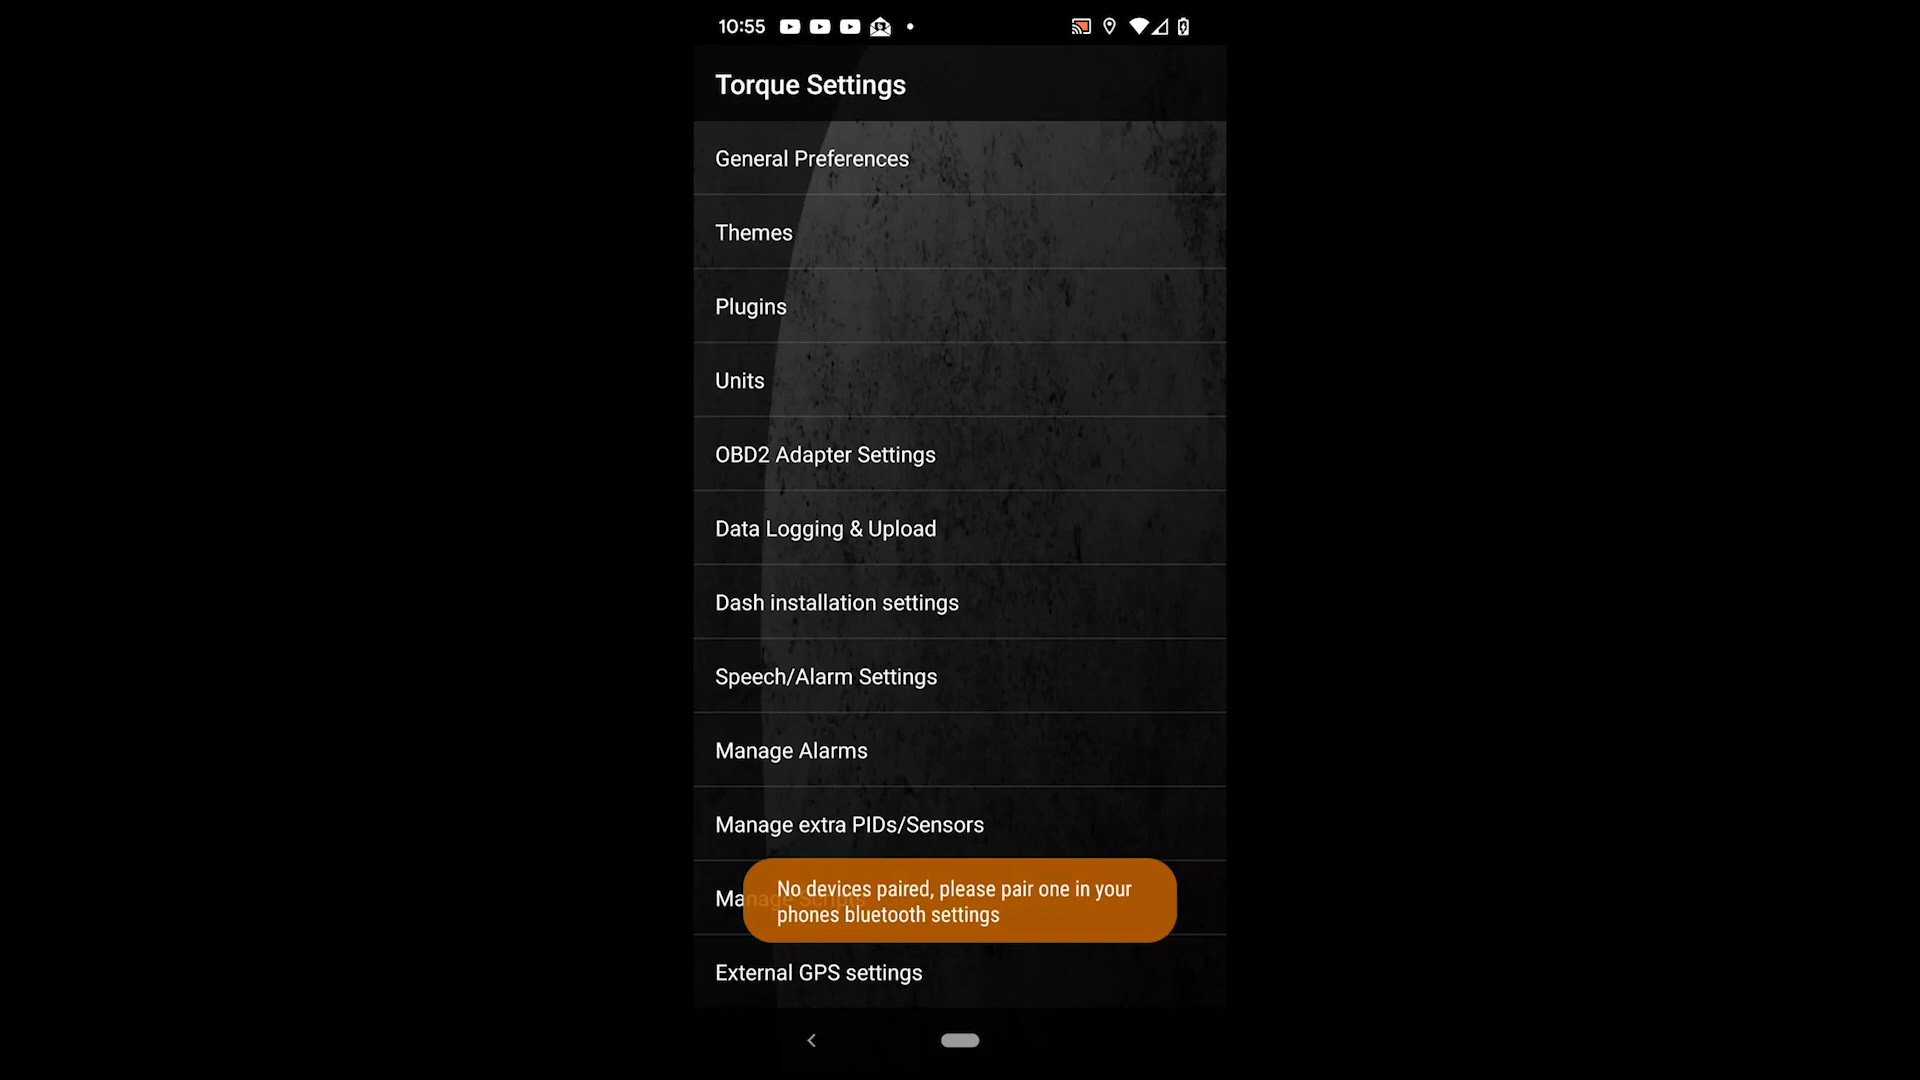 10:55
Torque Settings
General Preferences
Themes
Plugins
Units
OBD2 Adapter Settings
Data Logging & Upload
Dash installation settings
Speech/Alarm Settings
Manage Alarms
Manage extra PIDs/Sensors
Manage Scripts
No devices paired, please pair one in your
phones bluetooth settings
External GPS settings